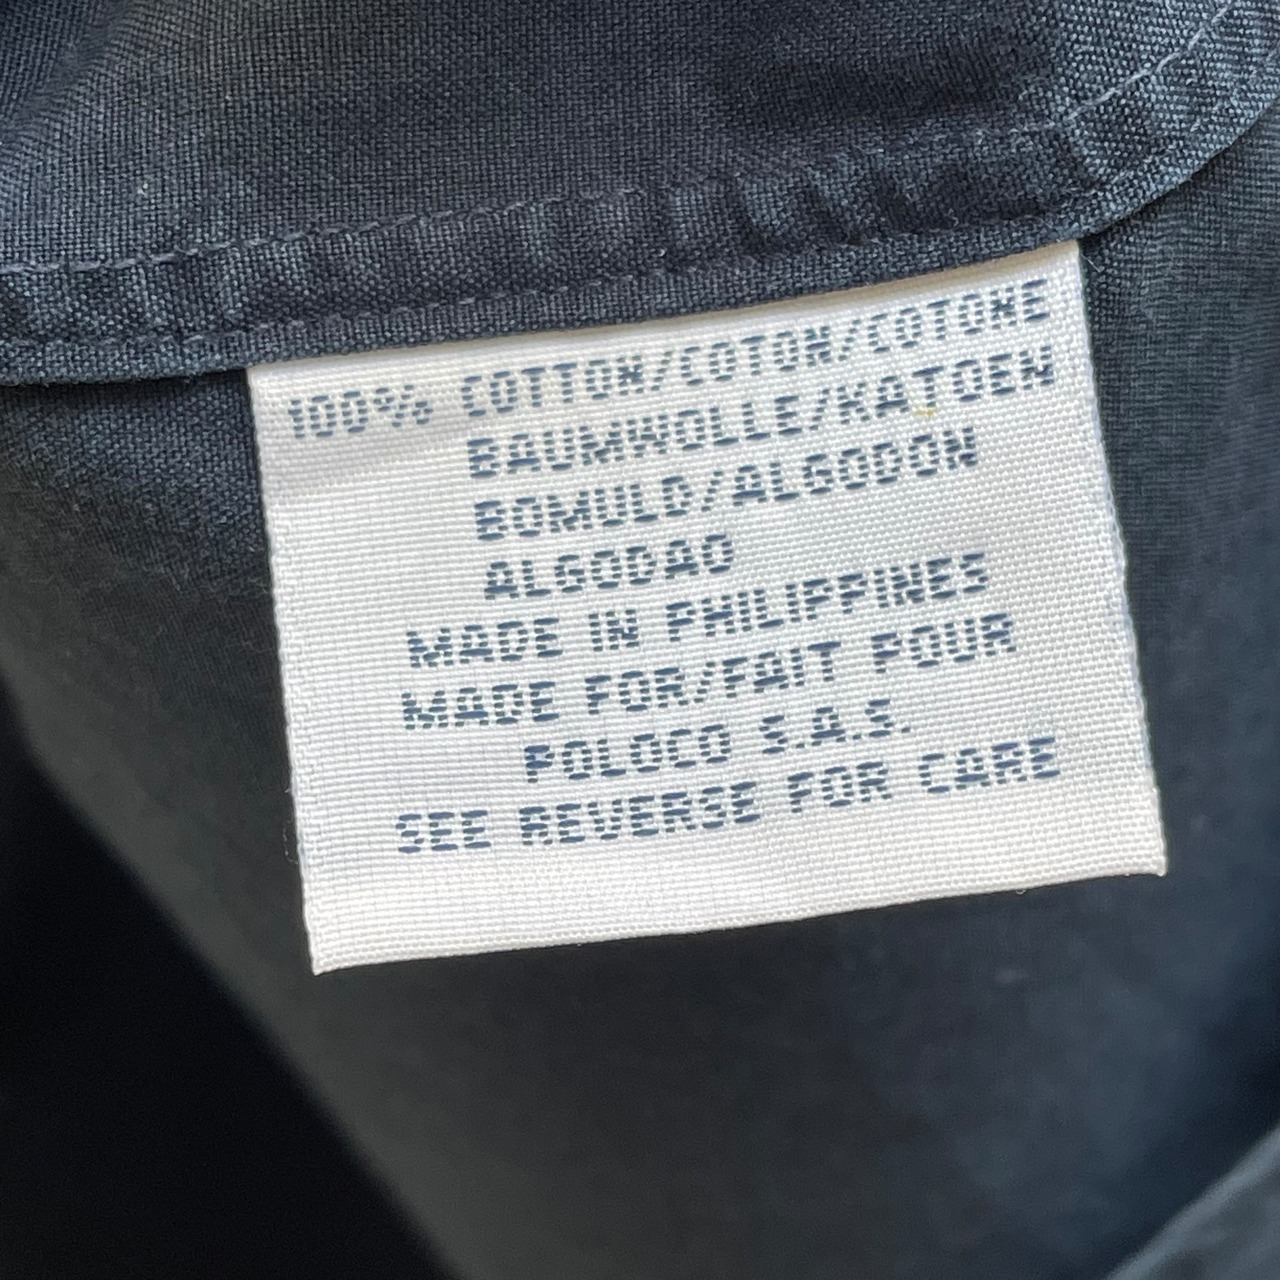 100% COTTON/COTON/COTONE
BAUMWOLLE/KATOEN
BOMULD/ALGODON
ALGODAO
MADE IN PHILIPPINES
MADE FOR/FAIT POUR
POLOCO S.A.S.
SEE REVERSE FOR CARE